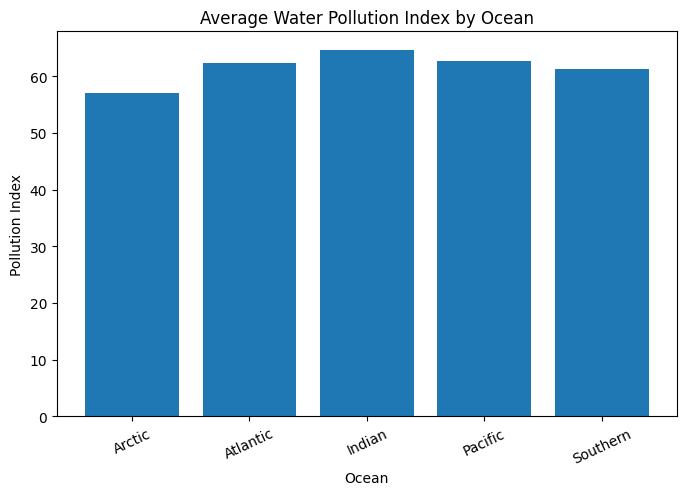 Average Water Pollution Index by Ocean
Pollution Index
60
50
40
30
20
10
0
Arctic
Atlantic
Indian
Pacific
Southern
Ocean